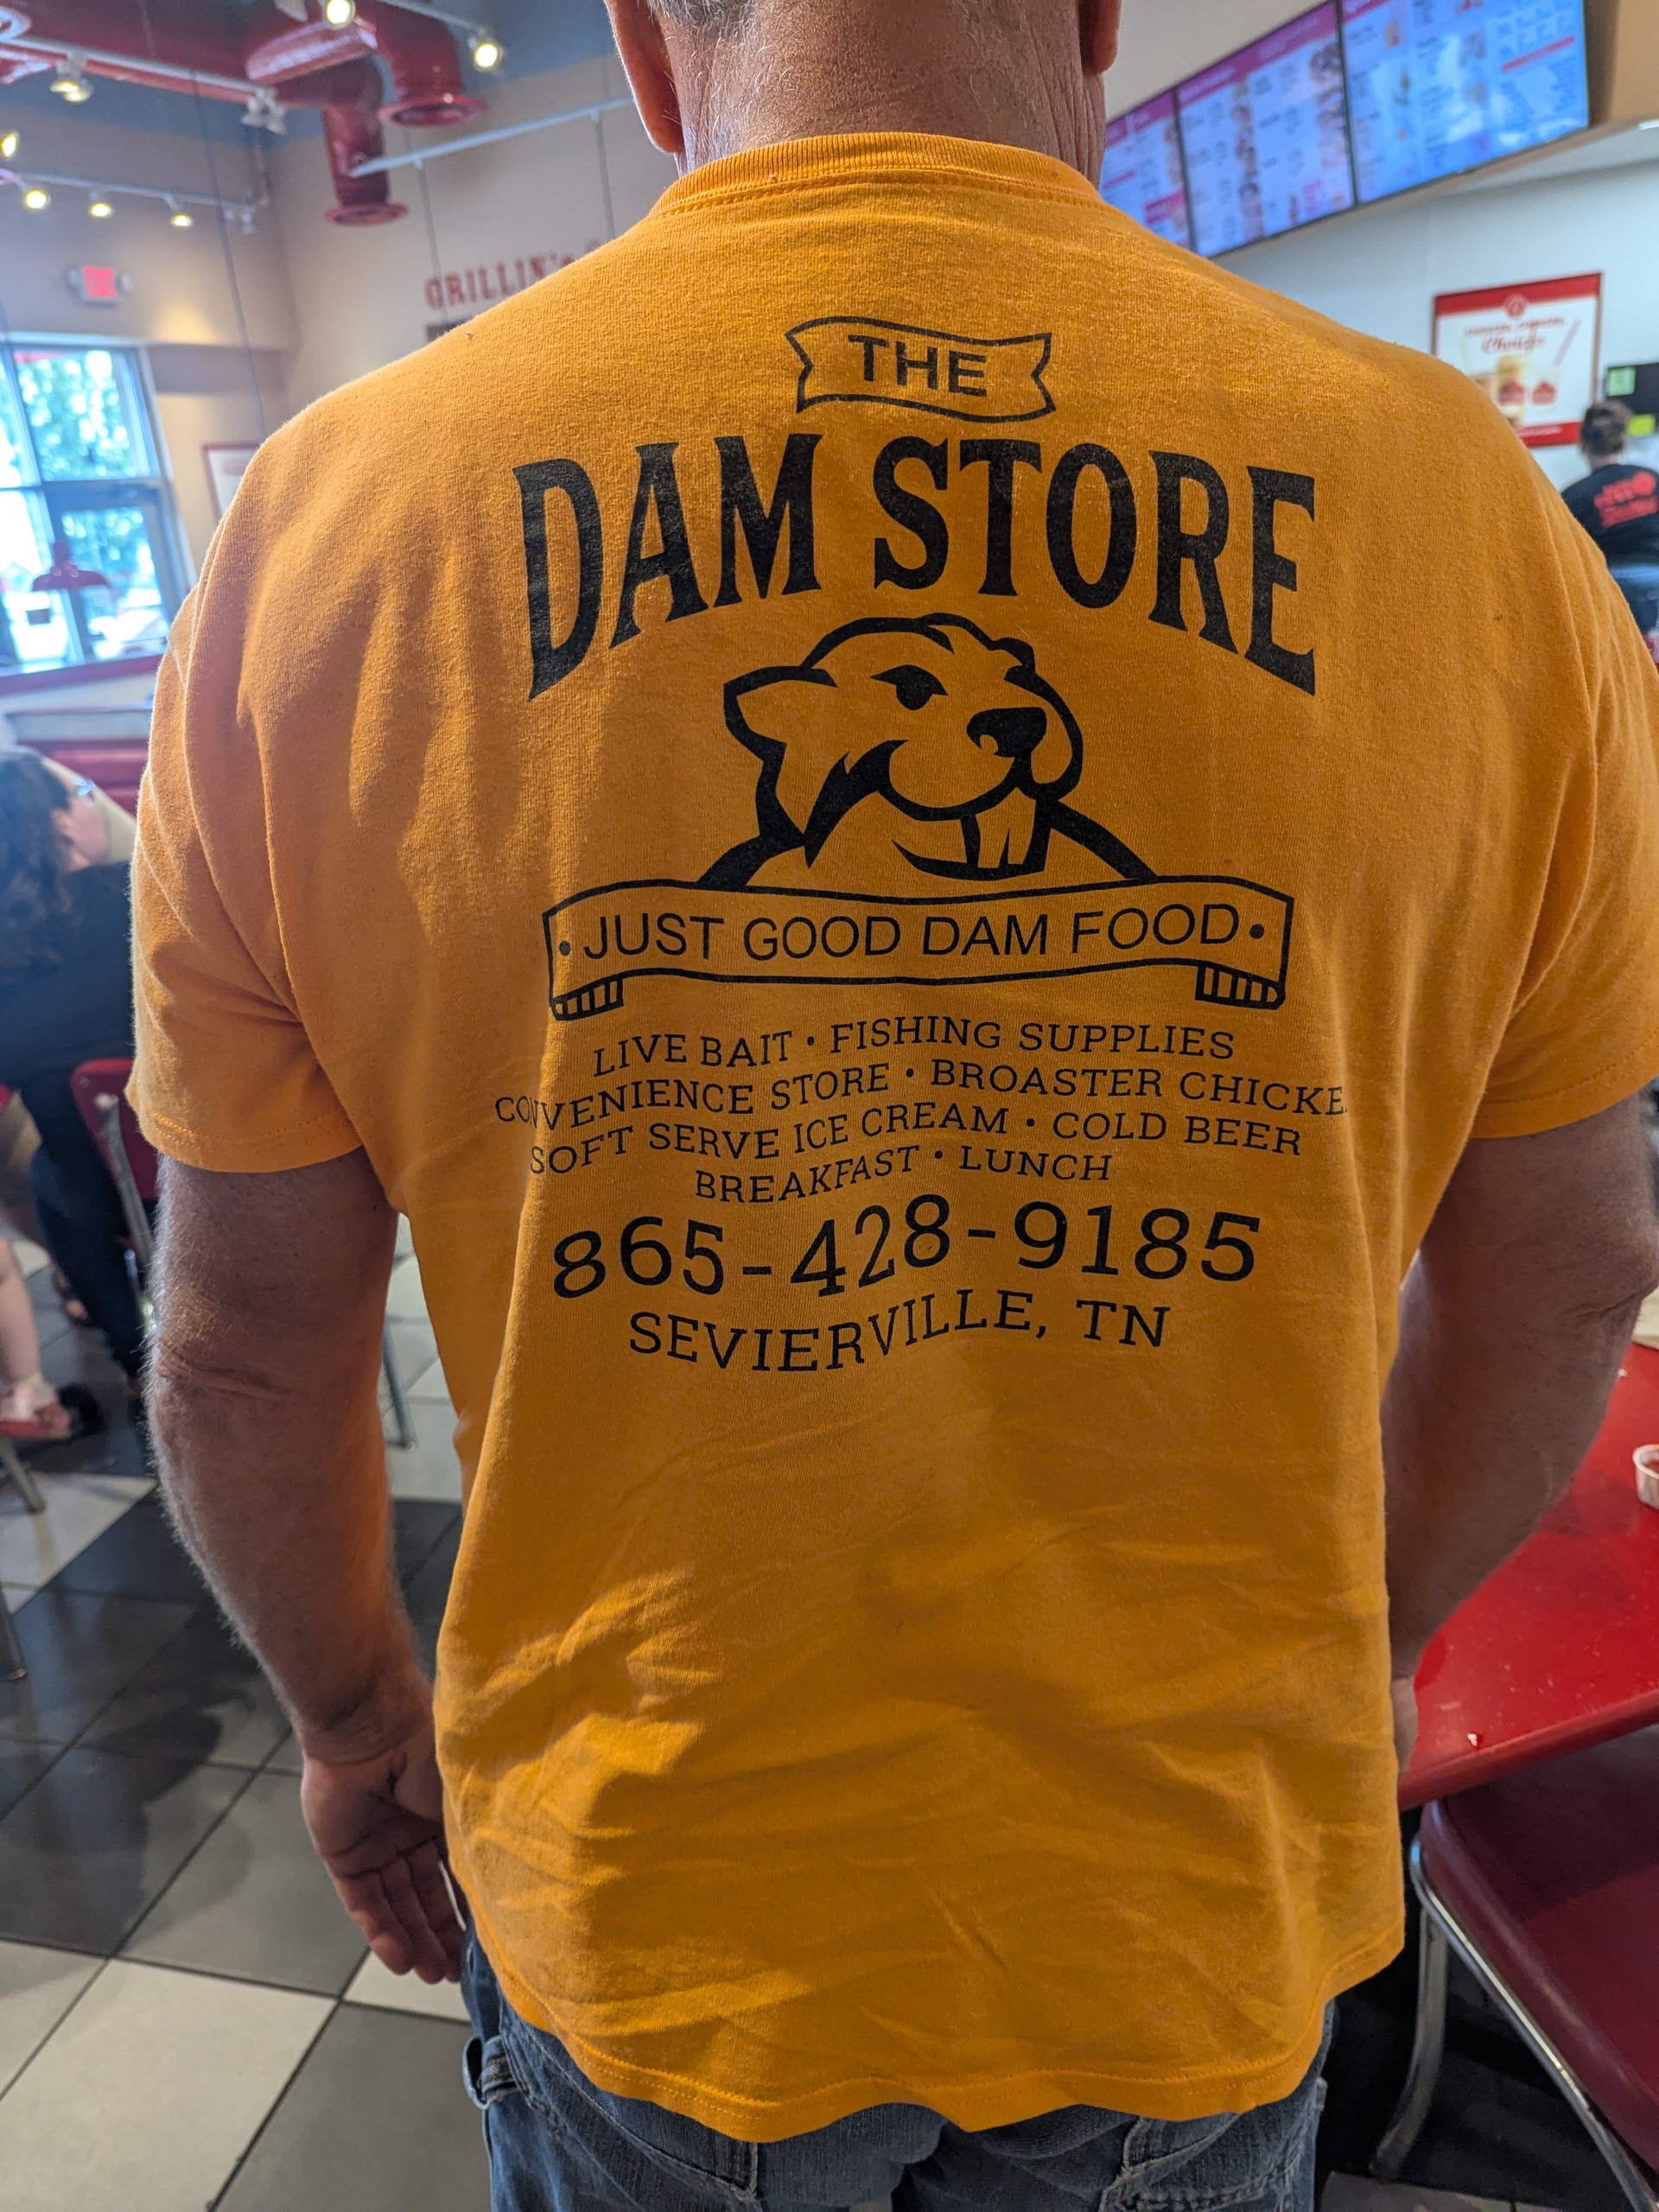 GRILLIN'
THE
DAM STORE
• JUST GOOD DAM FOOD •
LIVE BAIT • FISHING SUPPLIES
CONVENIENCE STORE • BROASTER CHICKE
SOFT SERVE ICE CREAM • COLD BEER
BREAKFAST • LUNCH
865-428-9185
SEVIERVILLE, TN